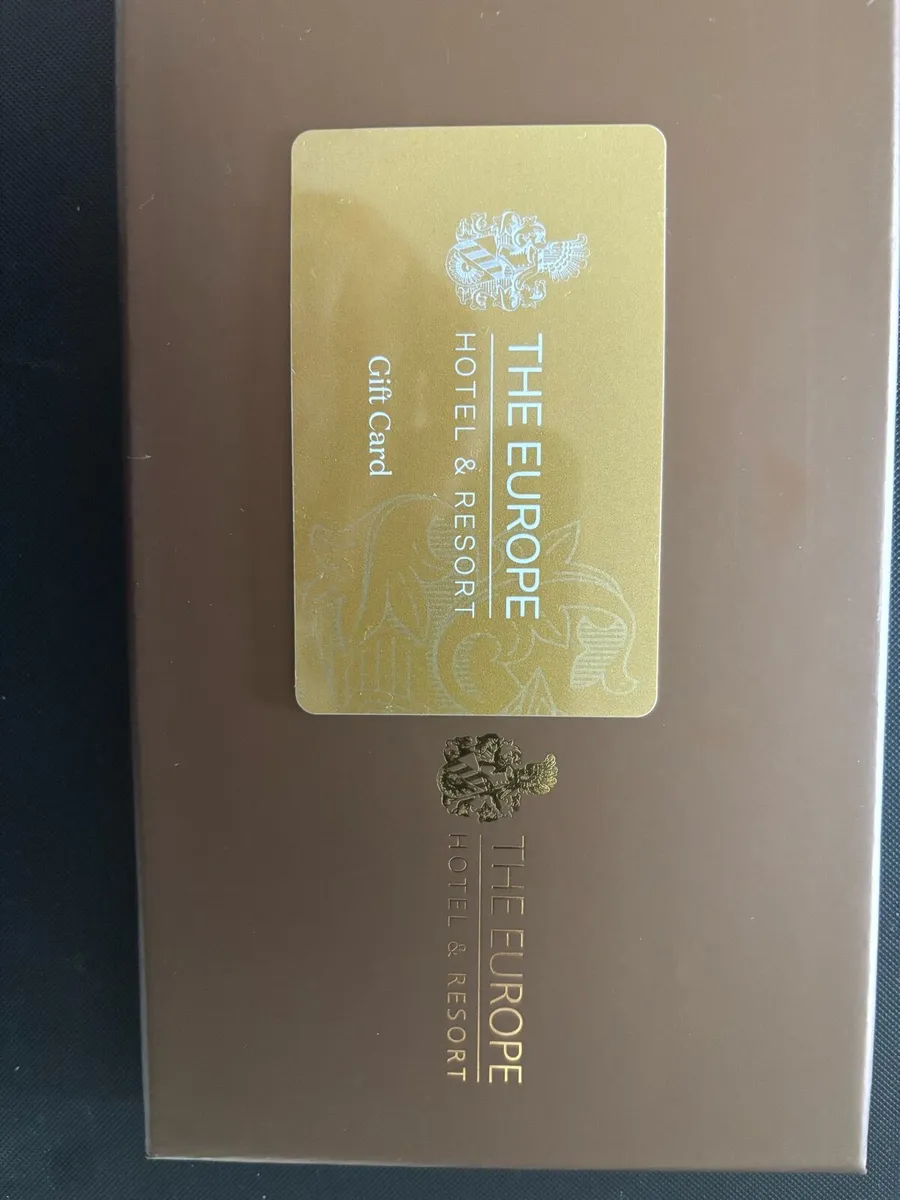 THE EUROPE
HOTEL & RESORT
Gift Card
THE EUROPE
HOTEL & RESORT